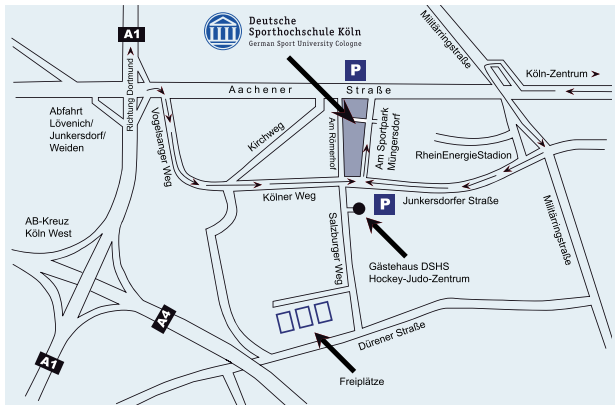 Deutsche
Sporthochschule Köln
German Sport University Cologne
A1
P
Militärringstraße
Köln-Zentrum
Richtung Dortmund
Aachener Straße
Abfahrt
Lövenich/
Junkersdorf/
Weiden
Vogelsanger Weg
Kirchweg
Am Römerhof
Am Sportpark
Müngersdorf
RheinEnergieStadion
Kölner Weg
P
Junkersdorfer Straße
Militärringstraße
AB-Kreuz
Köln West
Salzburger Weg
Gästehaus DSHS
Hockey-Judo-Zentrum
A4
A1
Dürener Straße
Freiplätze